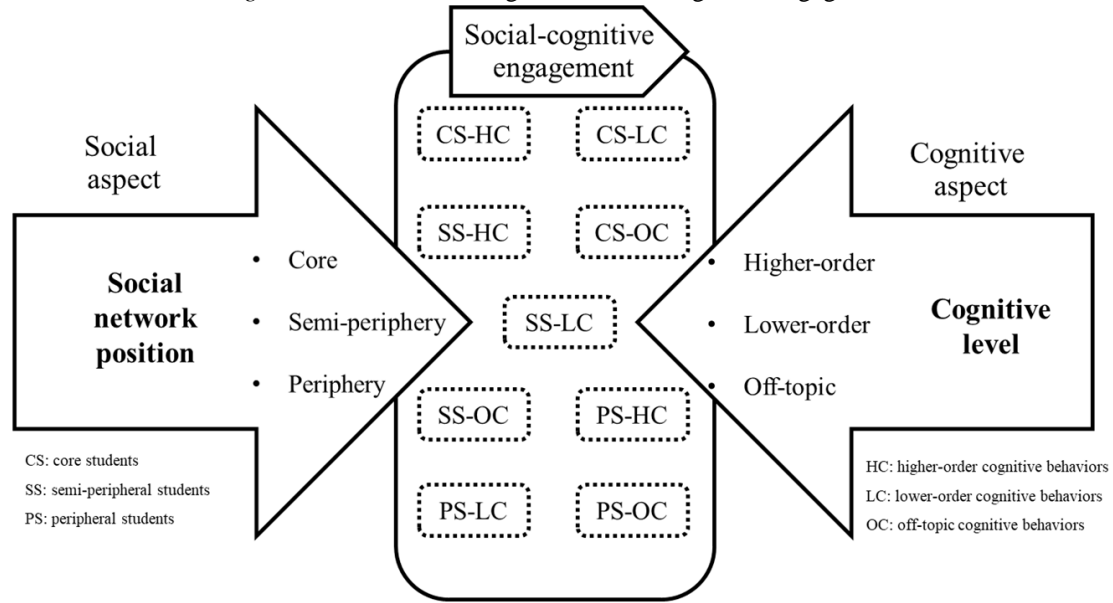 Social-cognitive
engagement
Social
aspect
Social
network
position
• Core
• Semi-periphery
• Periphery
CS: core students
SS: semi-peripheral students
PS: peripheral students
CS-HC
CS-LC
SS-HC
CS-OC
SS-LC
SS-OC
PS-HC
PS-LC
PS-OC
Cognitive
aspect
• Higher-order
• Lower-order
• Off-topic
Cognitive
level
HC: higher-order cognitive behaviors
LC: lower-order cognitive behaviors
OC: off-topic cognitive behaviors